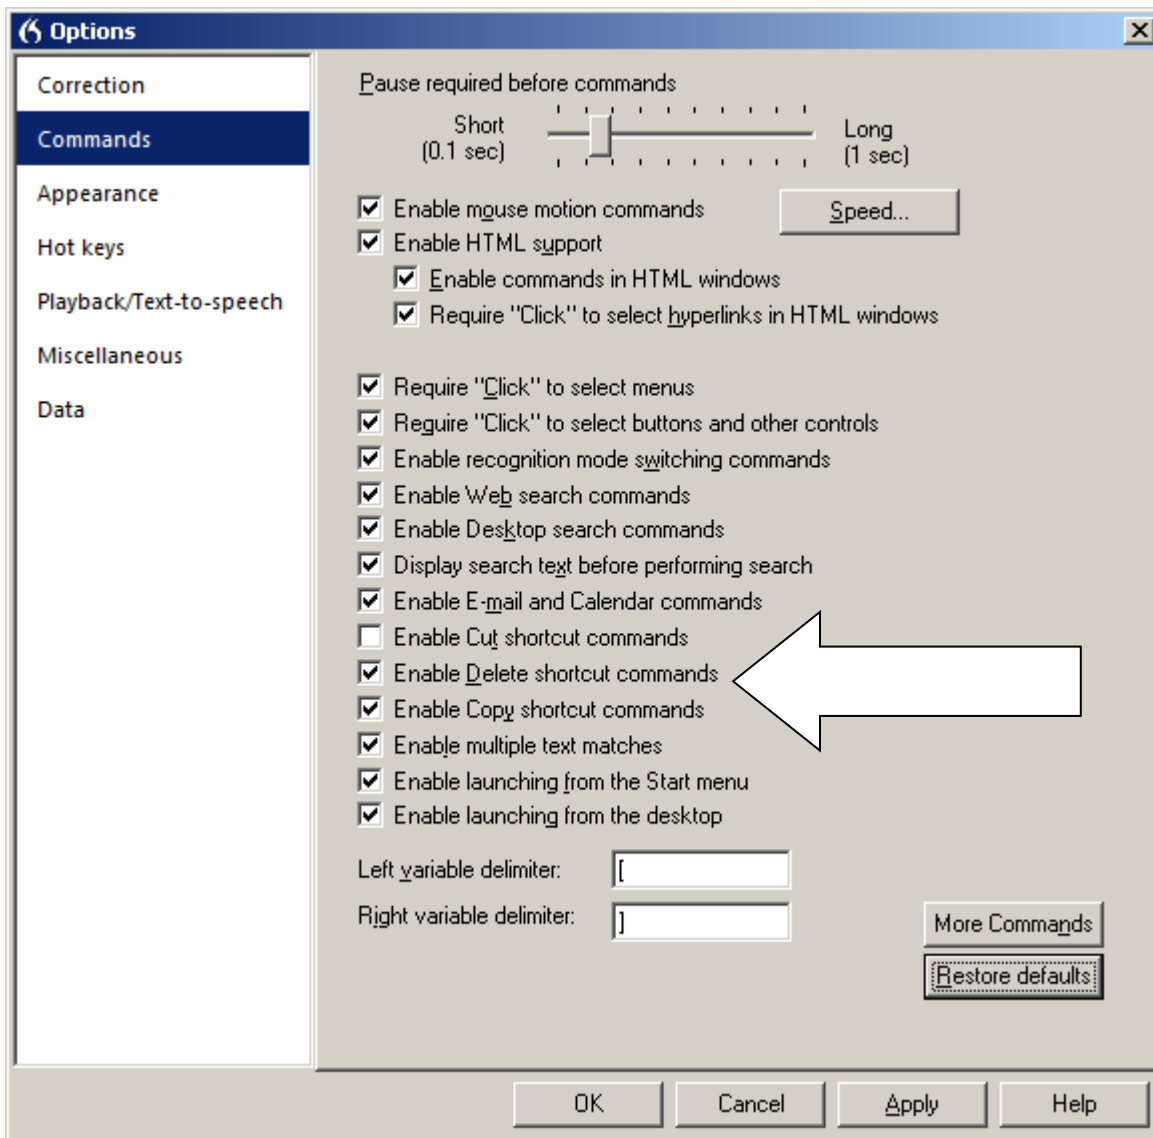 Options
Correction
Commands
Appearance
Hot keys
Playback/Text-to-speech
Miscellaneous
Data
Pause required before commands
Short
(0.1 sec)
Long
(1 sec)
Enable mouse motion commands
Speed...
Enable HTML support
Enable commands in HTML windows
Require "Click" to select hyperlinks in HTML windows
Require "Click" to select menus
Require "Click" to select buttons and other controls
Enable recognition mode switching commands
Enable Web search commands
Enable Desktop search commands
Display search text before performing search
Enable E-mail and Calendar commands
Enable Cut shortcut commands
Enable Delete shortcut commands
Enable Copy shortcut commands
Enable multiple text matches
Enable launching from the Start menu
Enable launching from the desktop
Left variable delimiter: [
Right variable delimiter: ]
More Commands
Restore defaults
OK Cancel Apply Help